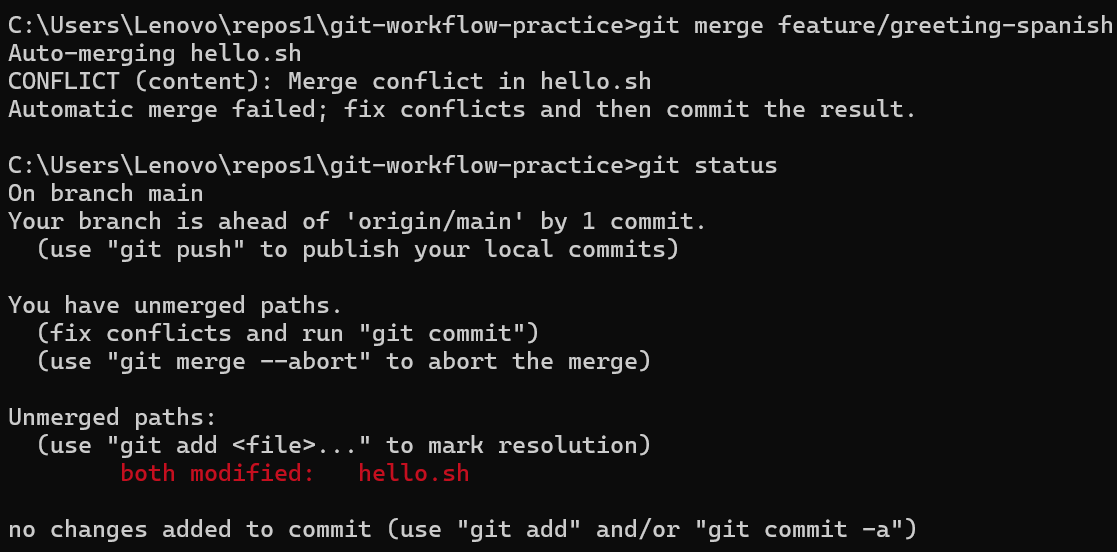 C:\Users\Lenovo\repos1\git-workflow-practice>git merge feature/greeting-spanish
Auto-merging hello.sh
CONFLICT (content): Merge conflict in hello.sh
Automatic merge failed; fix conflicts and then commit the result.

C:\Users\Lenovo\repos1\git-workflow-practice>git status
On branch main
Your branch is ahead of 'origin/main' by 1 commit.
  (use "git push" to publish your local commits)

You have unmerged paths.
  (fix conflicts and run "git commit")
  (use "git merge --abort" to abort the merge)

Unmerged paths:
  (use "git add <file>..." to mark resolution)
        both modified:   hello.sh

no changes added to commit (use "git add" and/or "git commit -a")